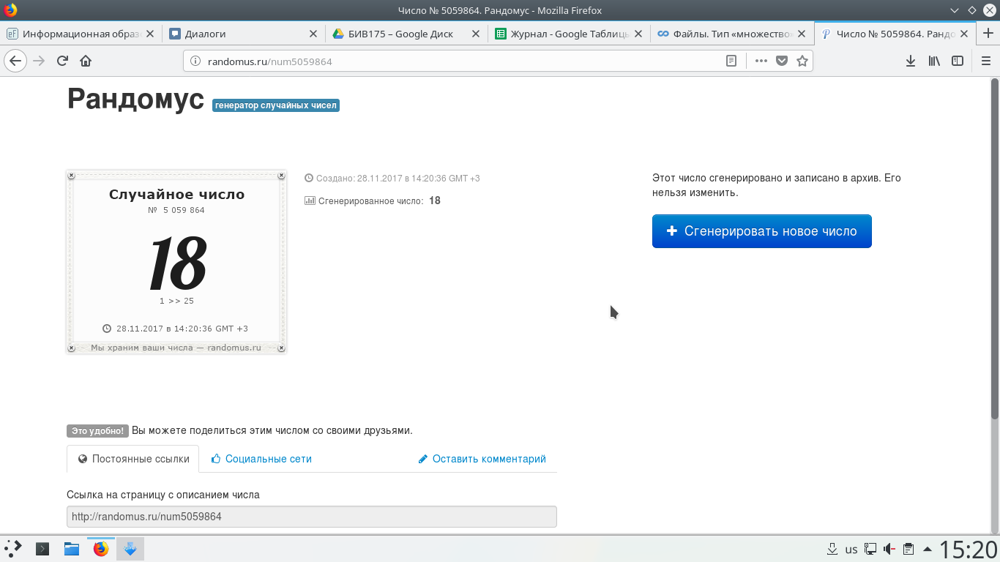 Число № 5059864. Рандомус - Mozilla Firefox
Информационная образ
Диалоги
БИВ175 – Google Диск
Журнал - Google Таблицы
Файлы. Тип «множество»
Число № 5059864. Рандо
randomus.ru/num5059864
Рандомус генератор случайных чисел
Случайное число
№ 5 059 864
18
1 >> 25
28.11.2017 в 14:20:36 GMT +3
Мы храним ваши числа — randomus.ru
Создано: 28.11.2017 в 14:20:36 GMT +3
Сгенерированное число: 18
Этот число сгенерировано и записано в архив. Его
нельзя изменить.
Сгенерировать новое число
Это удобно! Вы можете поделиться этим числом со своими друзьями.
Постоянные ссылки
Социальные сети
Оставить комментарий
Ссылка на страницу с описанием числа
http://randomus.ru/num5059864
us
15:20